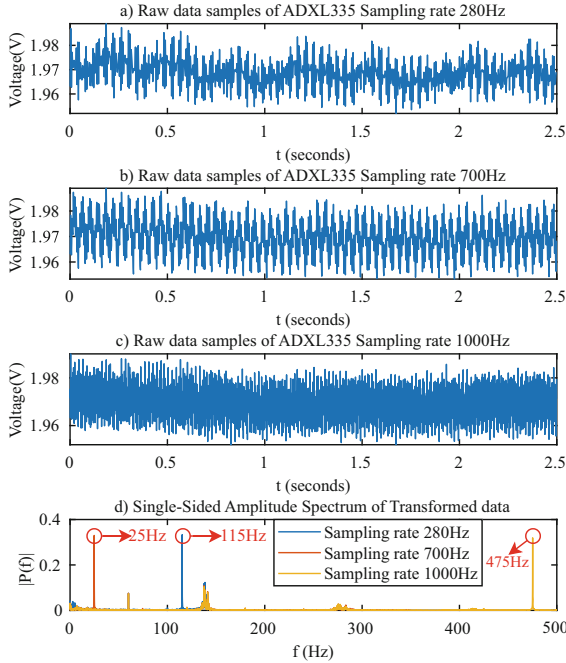 a) Raw data samples of ADXL335 Sampling rate 280Hz
Voltage(V)
1.98
1.97
1.96
0 0.5 1 1.5 2 2.5
t (seconds)
b) Raw data samples of ADXL335 Sampling rate 700Hz
Voltage(V)
1.98
1.97
1.96
0 0.5 1 1.5 2 2.5
t (seconds)
c) Raw data samples of ADXL335 Sampling rate 1000Hz
Voltage(V)
1.98
1.96
0 0.5 1 1.5 2 2.5
t (seconds)
d) Single-Sided Amplitude Spectrum of Transformed data
|P(f)|
0.4
0.2
0
25Hz
115Hz
475Hz
Sampling rate 280Hz
Sampling rate 700Hz
Sampling rate 1000Hz
0 100 200 300 400 500
f (Hz)